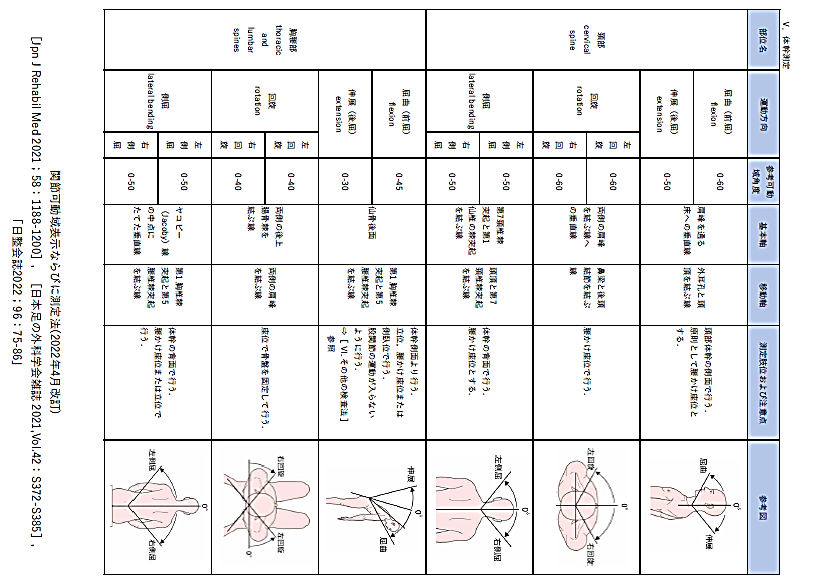 Ⅴ．体幹測定
部位名
運動方向
参考可動
域角度
基本軸
移動軸
測定肢位および注意点
参考図
頸部
cervical
spine
屈曲（前屈）
flexion
0-60
肩峰を通る
床への垂直線
外耳孔と頭
頂を結ぶ線
頭部体幹の側面で行う．
原則として腰かけ座位と
する．
屈曲
0°
伸展
伸展（後屈）
extension
0-50
回旋
rotation
左回旋
0-60
両側の肩峰
を結ぶ線へ
の垂直線
鼻梁と後頭
結節を結ぶ
線
腰かけ座位で行う．
左回旋
0°
右回旋
右回旋
0-60
側屈
lateral bending
左側屈
0-50
第7頸椎棘
突起と第1
仙椎の棘突起
を結ぶ線
頭頂と第7
頸椎棘突起
を結ぶ線
体幹の背面で行う．
腰かけ座位とする．
左側屈
0°
右側屈
右側屈
0-50
胸腰部
thoracic
and
lumbar
spines
屈曲（前屈）
flexion
0-45
仙骨後面
第1胸椎棘
突起と第5
腰椎棘突起
を結ぶ線
体幹側面より行う．
立位，腰かけ座位または
側臥位で行う．
股関節の運動が入らない
ように行う．
⇒［Ⅵ.その他の検査法］
参照
伸展
0°
屈曲
伸展（後屈）
extension
0-30
回旋
rotation
左回旋
0-40
両側の後上
腸骨棘を
結ぶ線
両側の肩峰
を結ぶ線
座位で骨盤を固定して行う．
右回旋
左回旋
0°
右回旋
0-40
側屈
lateral bending
左側屈
0-50
ヤコビー
（Jacoby）線
の中点に
たてた垂直線
第1胸椎棘
突起と第5
腰椎棘突起
を結ぶ線
体幹の背面で行う．
腰かけ座位または立位で
行う．
左側屈
0°
右側屈
右側屈
0-50
関節可動域表示ならびに測定法(2022年4月改訂)
［Jpn J Rehabil Med 2021；58：1188-1200］，［日本足の外科学会雑誌 2021,Vol.42：S372-S385］，
［日整会誌2022；96：75-86］